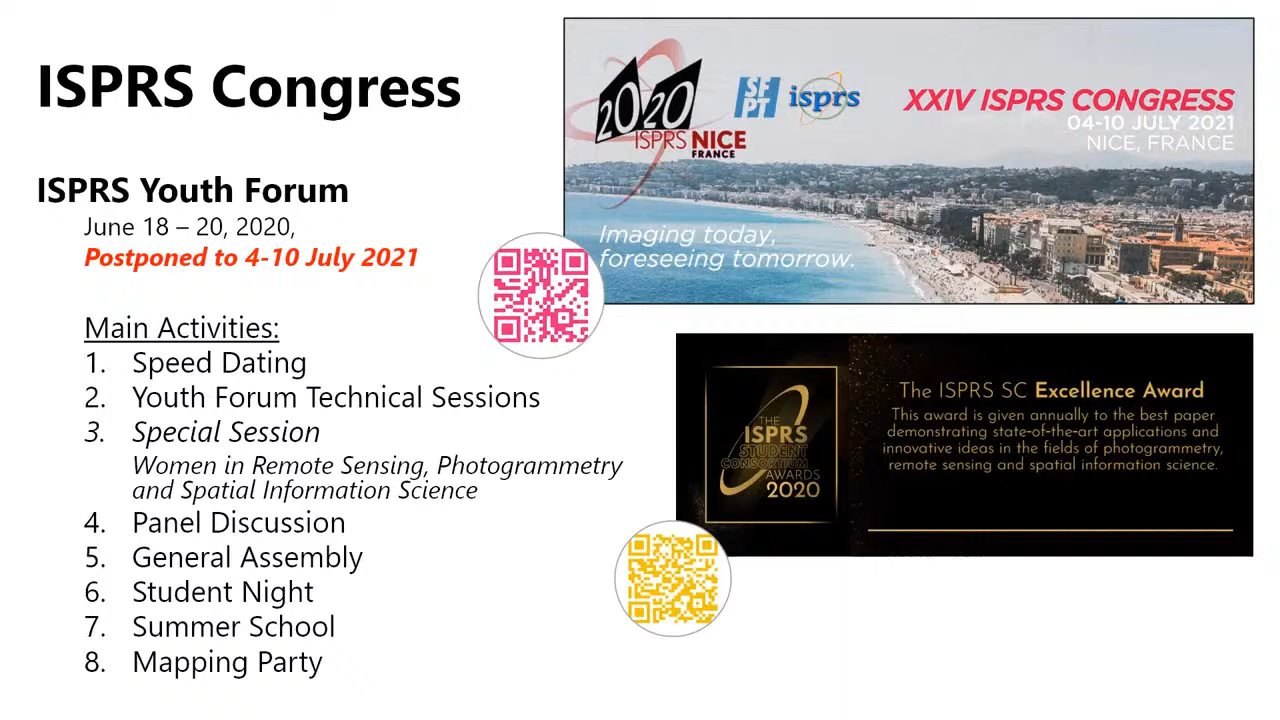 ISPRS Congress
ISPRS Youth Forum
June 18 – 20, 2020,
Postponed to 4-10 July 2021
Main Activities:
1. Speed Dating
2. Youth Forum Technical Sessions
3. Special Session
Women in Remote Sensing, Photogrammetry
and Spatial Information Science
4. Panel Discussion
5. General Assembly
6. Student Night
7. Summer School
8. Mapping Party
2020
ISPRS NICE
FRANCE
SF
PT
isprs
XXIV ISPRS CONGRESS
04-10 JULY 2021
NICE, FRANCE
Imaging today,
foreseeing tomorrow.
THE
ISPRS
STUDENT
CONSORTIUM
AWARDS
2020
The ISPRS SC Excellence Award
This award is given annually to the best paper
demonstrating state-of-the-art applications and
innovative ideas in the fields of photogrammetry,
remote sensing and spatial information science.